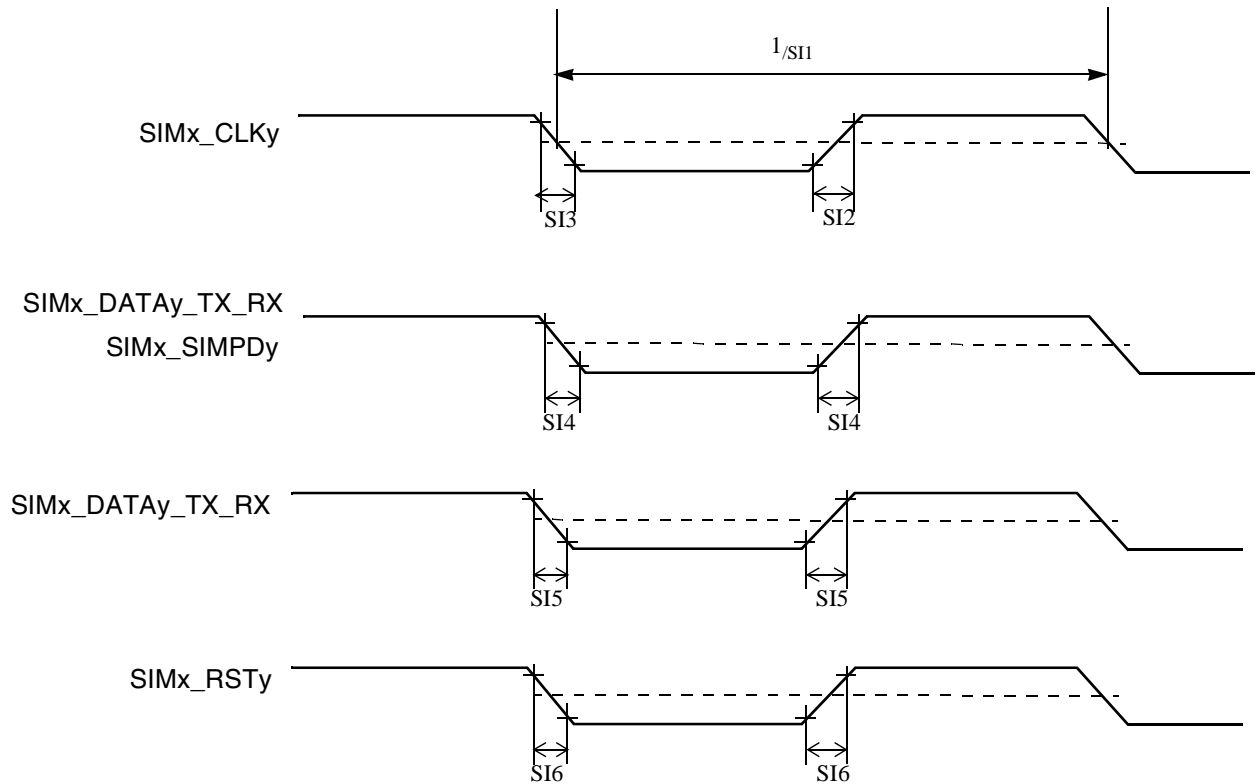 1/SI1
SIMx_CLKy
SI3
SI2
SIMx_DATAy_TX_RX
SIMx_SIMPDy
SI4
SI4
SIMx_DATAy_TX_RX
SI5
SI5
SIMx_RSTy
SI6
SI6